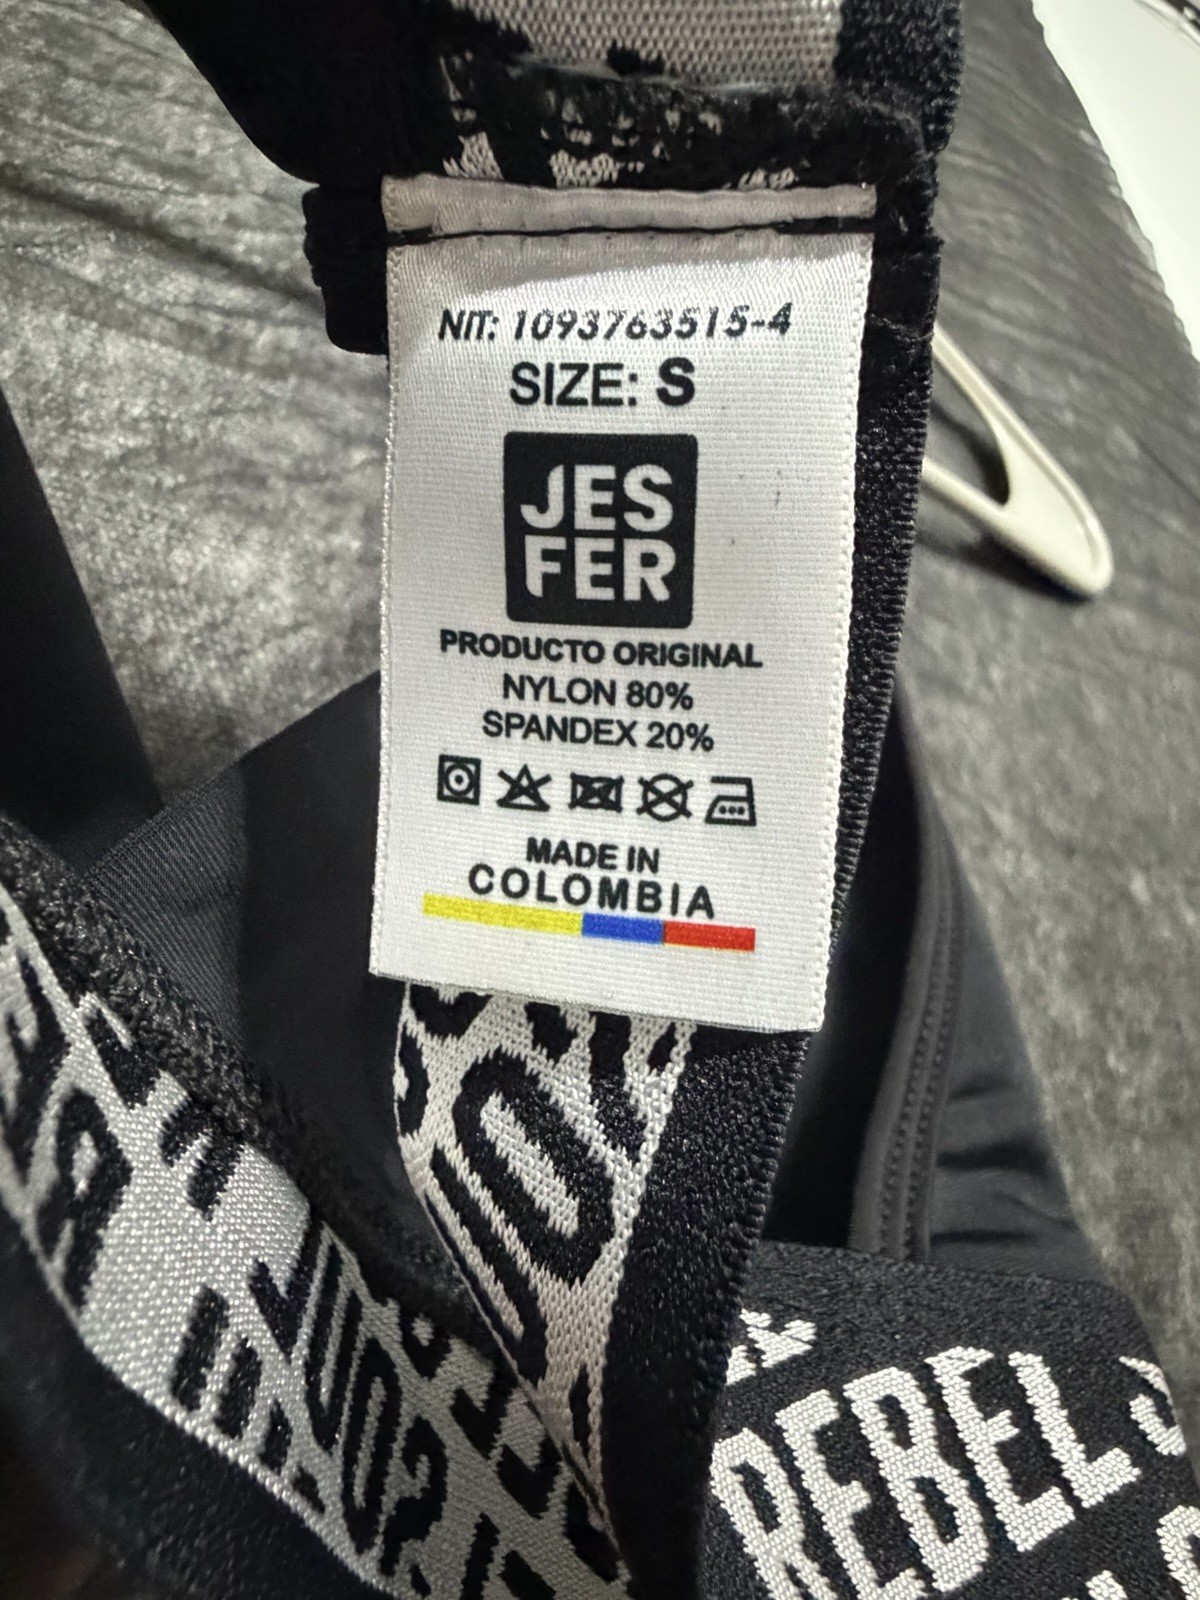 NIT: 1093763515-4
SIZE: S
JES
FER
PRODUCTO ORIGINAL
NYLON 80%
SPANDEX 20%
MADE IN
COLOMBIA
REBEL